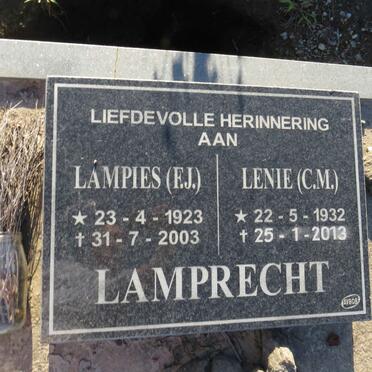 LIEFDEVOLLE HERINNERING
AAN
LAMPIES (F.J.)
★ 23 - 4 - 1923
† 31 - 7 - 2003
LENIE (C.M.)
★ 22 - 5 - 1932
† 25 - 1 - 2013
LAMPRECHT